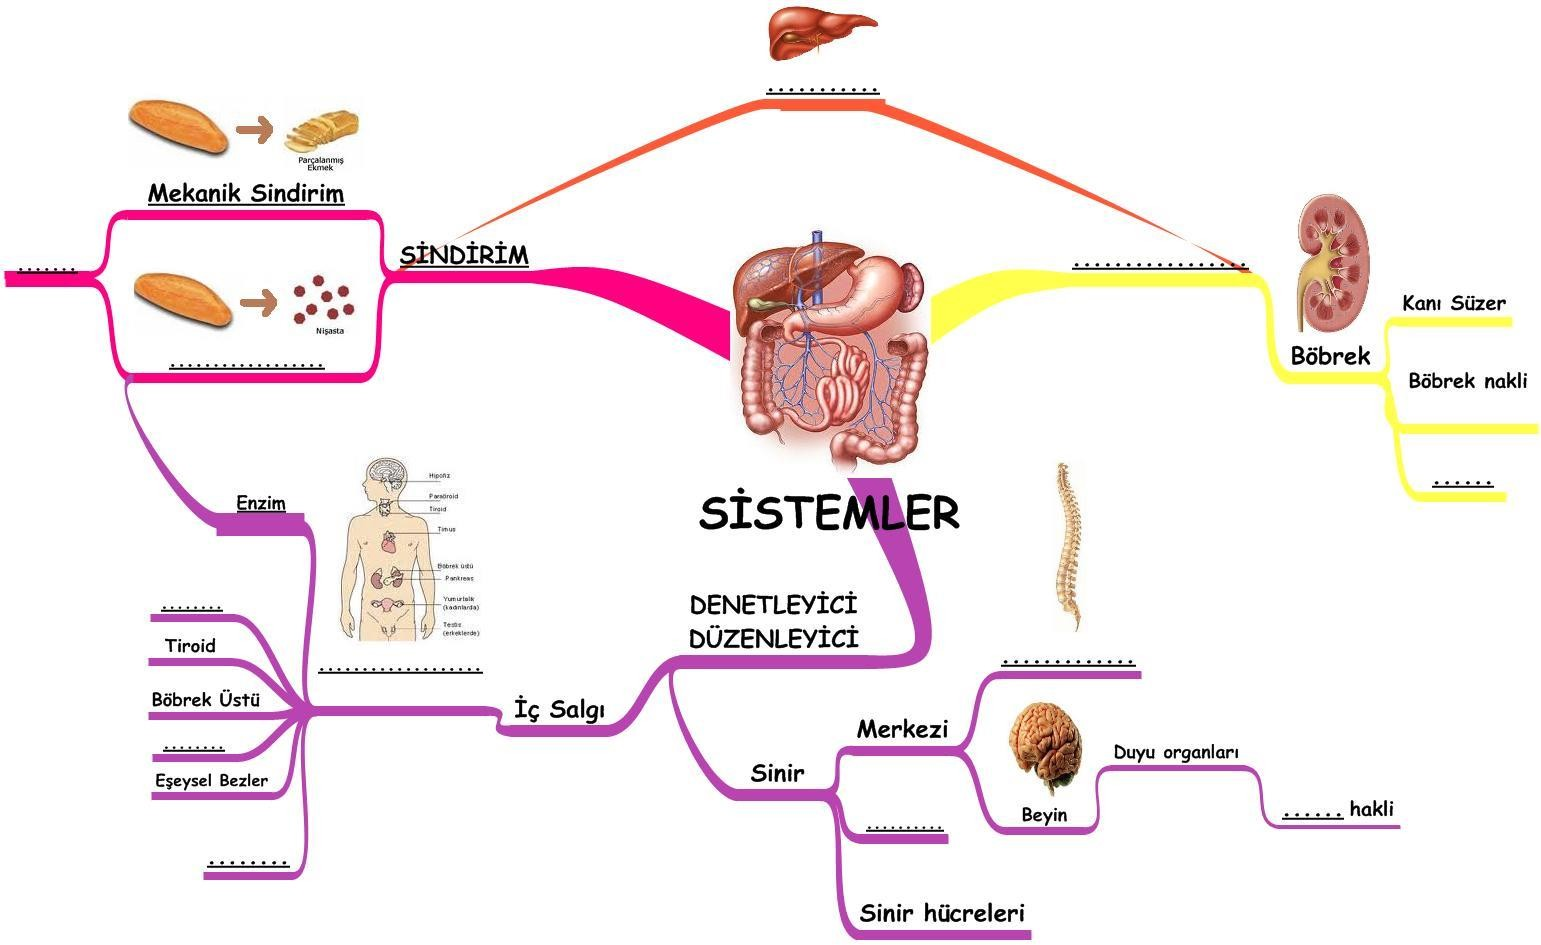 ..........
Parçalanmış
Ekmek
Mekanik Sindirim
.......
SİNDİRİM
Nişasta
................
..................
Kanı Süzer
Böbrek
Böbrek nakli
......
SİSTEMLER
Enzim
Hipofiz
Paratiroid
Tiroid
Timus
Böbrek üstü
Pankreas
Yumurtalık
(kadınlarda)
Testis
(erkeklerde)
........
Tiroid
Böbrek Üstü
........
Eşeysel Bezler
........
.................
İç Salgı
DENETLEYİCİ
DÜZENLEYİCİ
Sinir
Merkezi
.............
Beyin
Duyu organları
...... hakli
.........
Sinir hücreleri